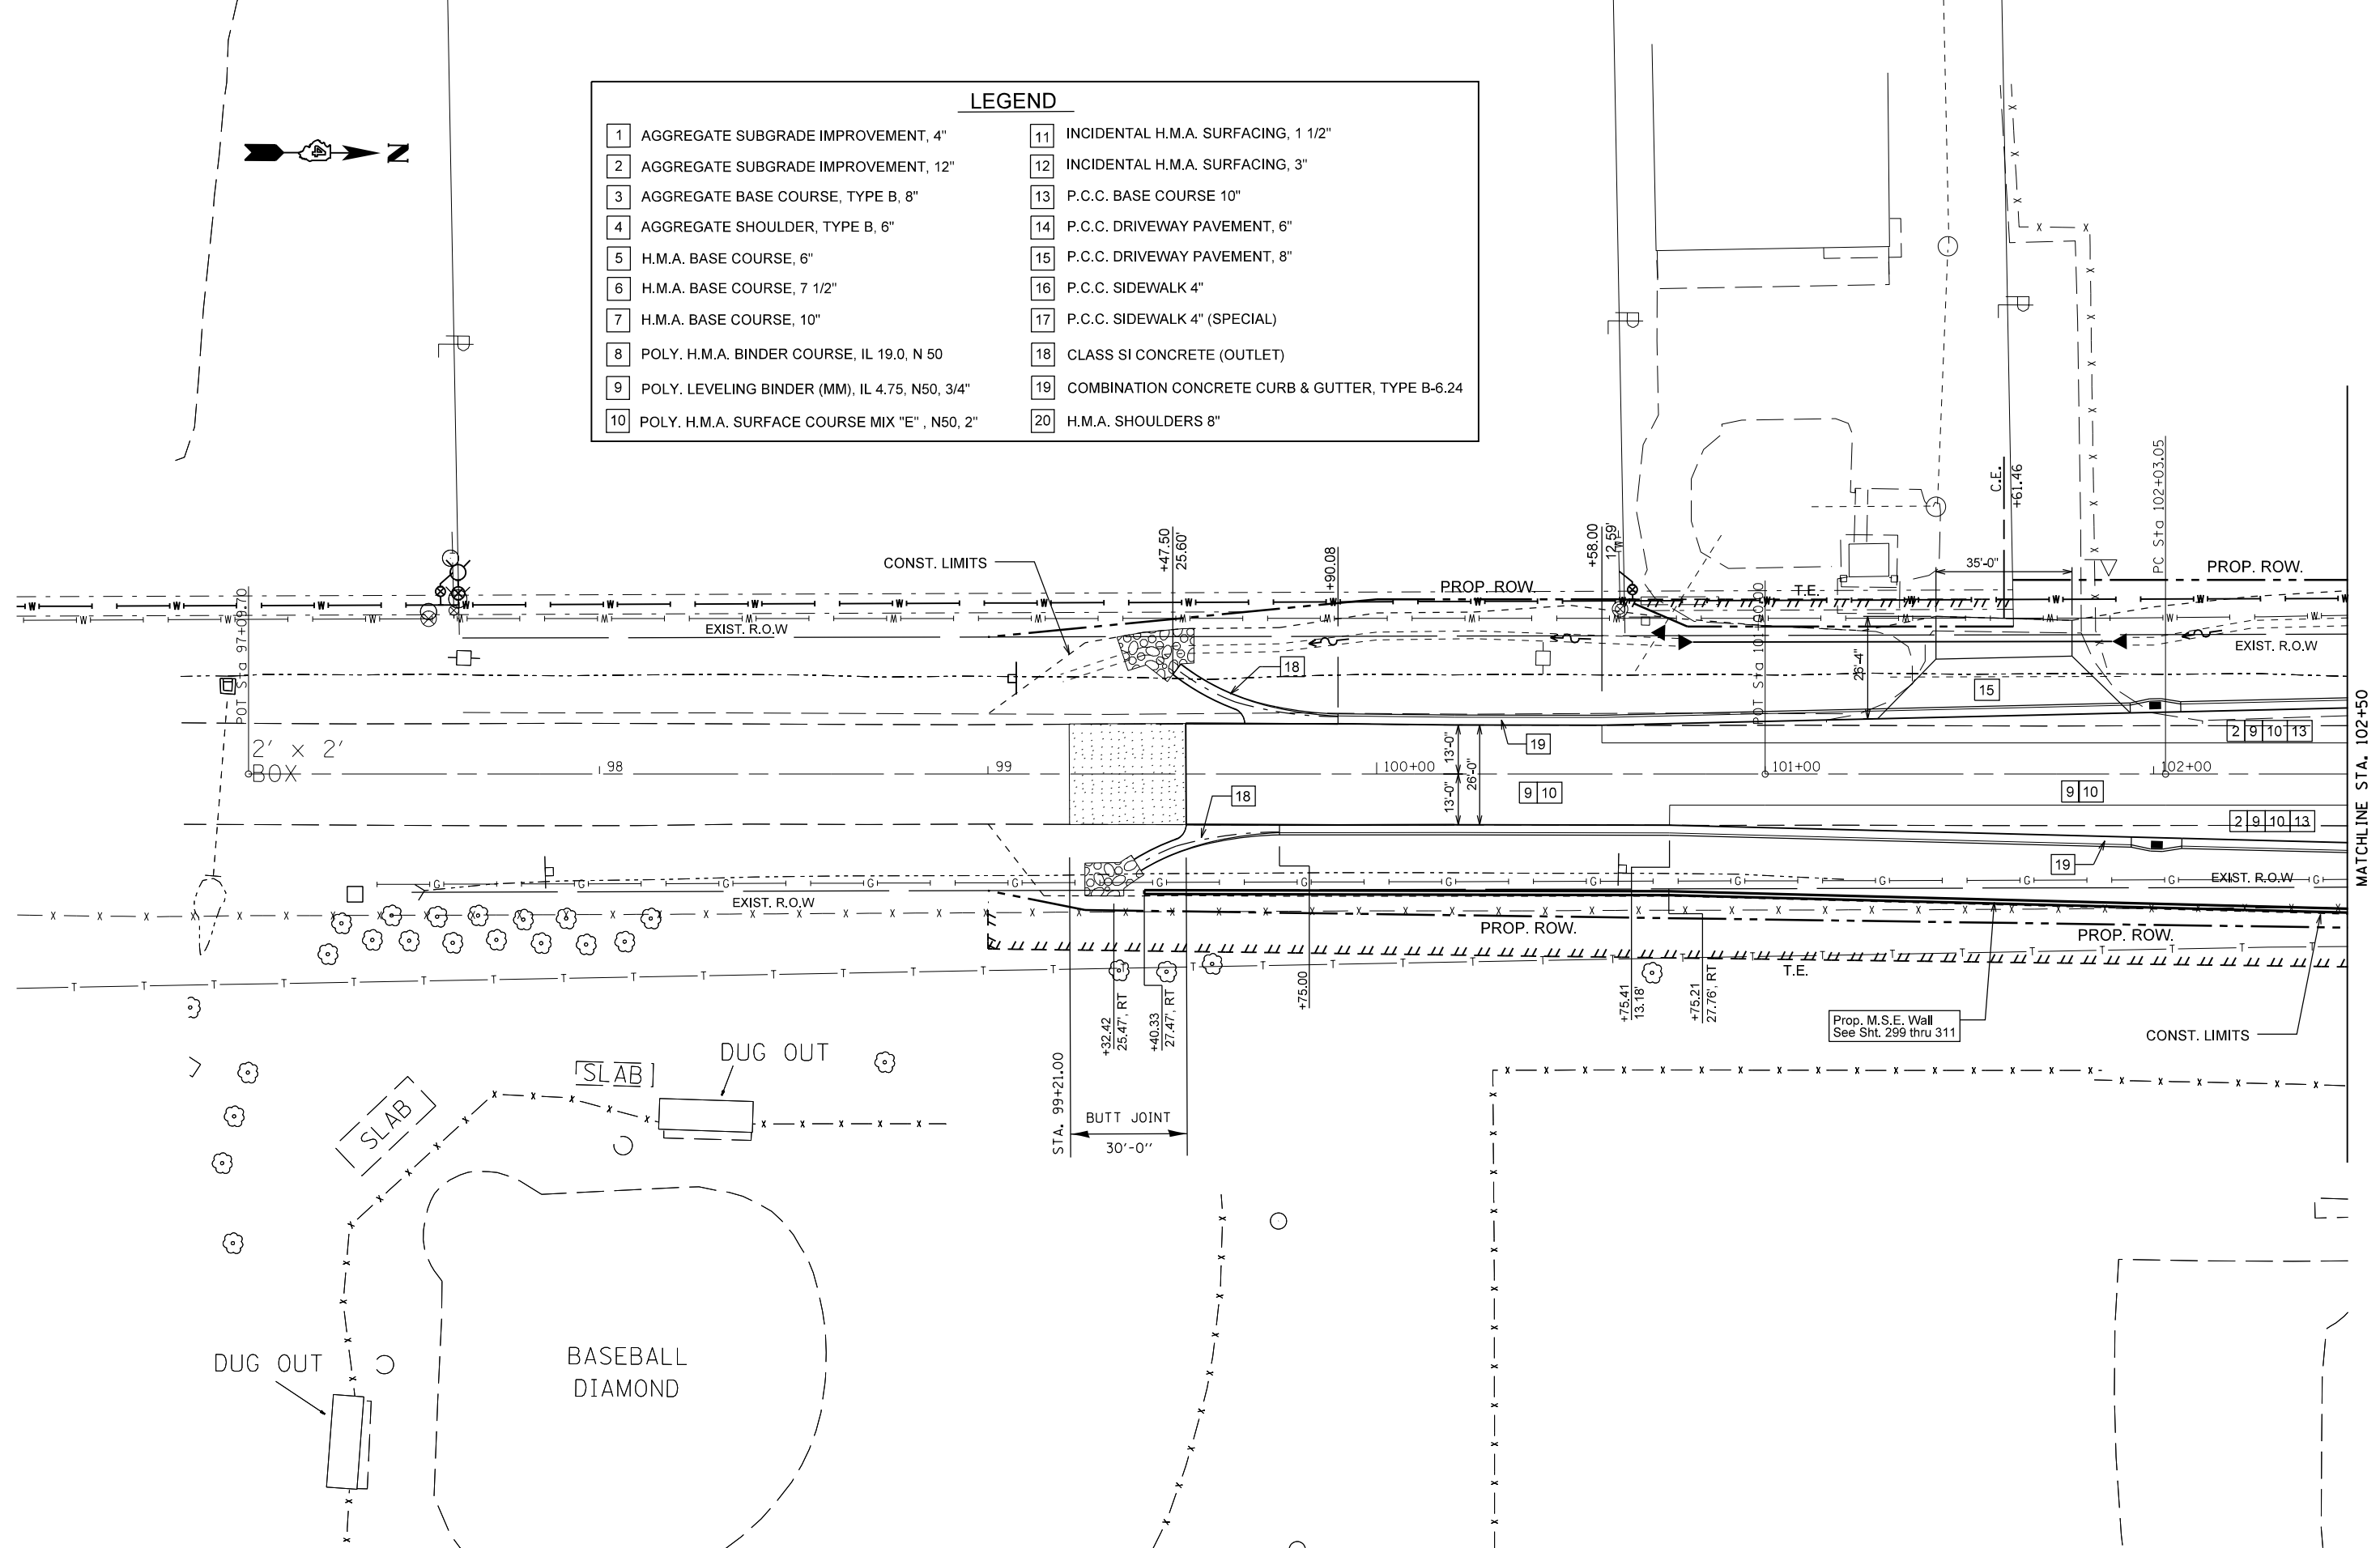 LEGEND
1 AGGREGATE SUBGRADE IMPROVEMENT, 4"
2 AGGREGATE SUBGRADE IMPROVEMENT, 12"
3 AGGREGATE BASE COURSE, TYPE B, 8"
4 AGGREGATE SHOULDER, TYPE B, 6"
5 H.M.A. BASE COURSE, 6"
6 H.M.A. BASE COURSE, 7 1/2"
7 H.M.A. BASE COURSE, 10"
8 POLY. H.M.A. BINDER COURSE, IL 19.0, N 50
9 POLY. LEVELING BINDER (MM), IL 4.75, N50, 3/4"
10 POLY. H.M.A. SURFACE COURSE MIX "E" , N50, 2"
11 INCIDENTAL H.M.A. SURFACING, 1 1/2"
12 INCIDENTAL H.M.A. SURFACING, 3"
13 P.C.C. BASE COURSE 10"
14 P.C.C. DRIVEWAY PAVEMENT, 6"
15 P.C.C. DRIVEWAY PAVEMENT, 8"
16 P.C.C. SIDEWALK 4"
17 P.C.C. SIDEWALK 4" (SPECIAL)
18 CLASS SI CONCRETE (OUTLET)
19 COMBINATION CONCRETE CURB & GUTTER, TYPE B-6.24
20 H.M.A. SHOULDERS 8"
N
CONST. LIMITS
+47.50
25.60'
+90.08
+58.00
12.59'
C.E.
+61.46
PC Sta 102+03.05
PROP. ROW.
T.E.
35'-0"
PROP. ROW.
EXIST. R.O.W
EXIST. R.O.W
POT Sta 97+09.70
POT Sta 101+00.00
18
26'-4"
15
19
2 9 10 13
2' x 2'
BOX
98
99
100+00
101+00
102+00
13'-0"
13'-0"
26'-0"
18
9 10
9 10
2 9 10 13
19
MATCHLINE STA. 102+50
EXIST. R.O.W
EXIST. R.O.W
PROP. ROW.
PROP. ROW.
T.E.
+32.42
25.47', RT
+40.33
27.47', RT
+75.00
+75.41
13.18'
+75.21
27.76', RT
Prop. M.S.E. Wall
See Sht. 299 thru 311
CONST. LIMITS
STA. 99+21.00
BUTT JOINT
30'-0"
DUG OUT
SLAB
SLAB
BASEBALL
DIAMOND
DUG OUT